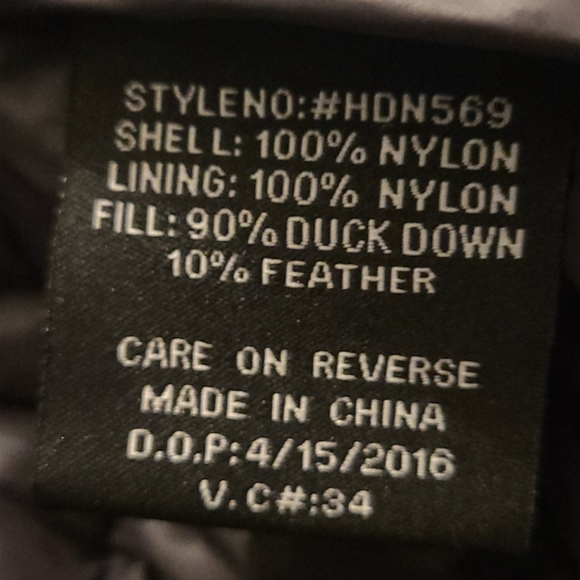 STYLENO:#HDN569
SHELL: 100% NYLON
LINING: 100% NYLON
FILL: 90% DUCK DOWN
10% FEATHER
CARE ON REVERSE
MADE IN CHINA
D.O.P:4/15/2016
V.C#:34